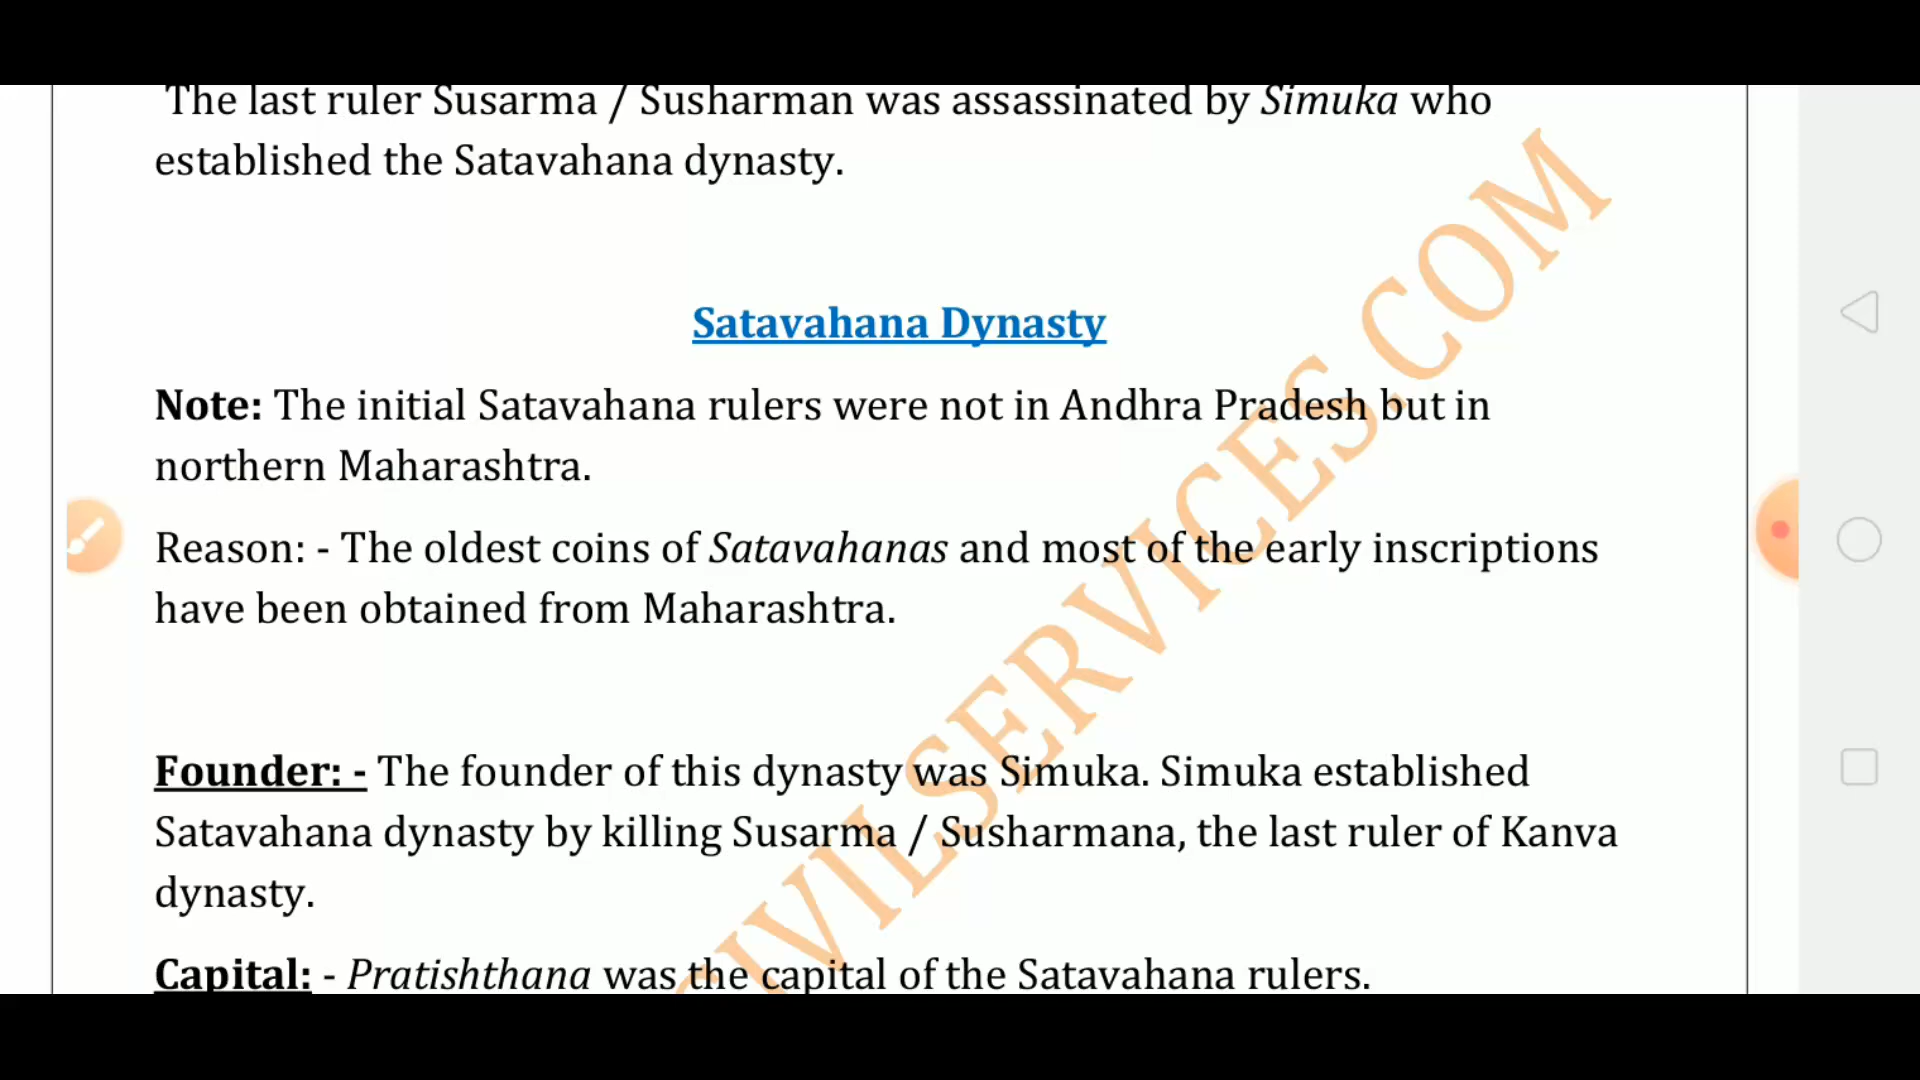 The last ruler Susarma / Susharman was assassinated by Simuka who
established the Satavahana dynasty.
Satavahana Dynasty
Note: The initial Satavahana rulers were not in Andhra Pradesh but in
northern Maharashtra.
Reason: - The oldest coins of Satavahanas and most of the early inscriptions
have been obtained from Maharashtra.
Founder: - The founder of this dynasty was Simuka. Simuka established
Satavahana dynasty by killing Susarma / Susharmana, the last ruler of Kanva
dynasty.
Capital: - Pratishthana was the capital of the Satavahana rulers.
CIVILSERVICES.COM